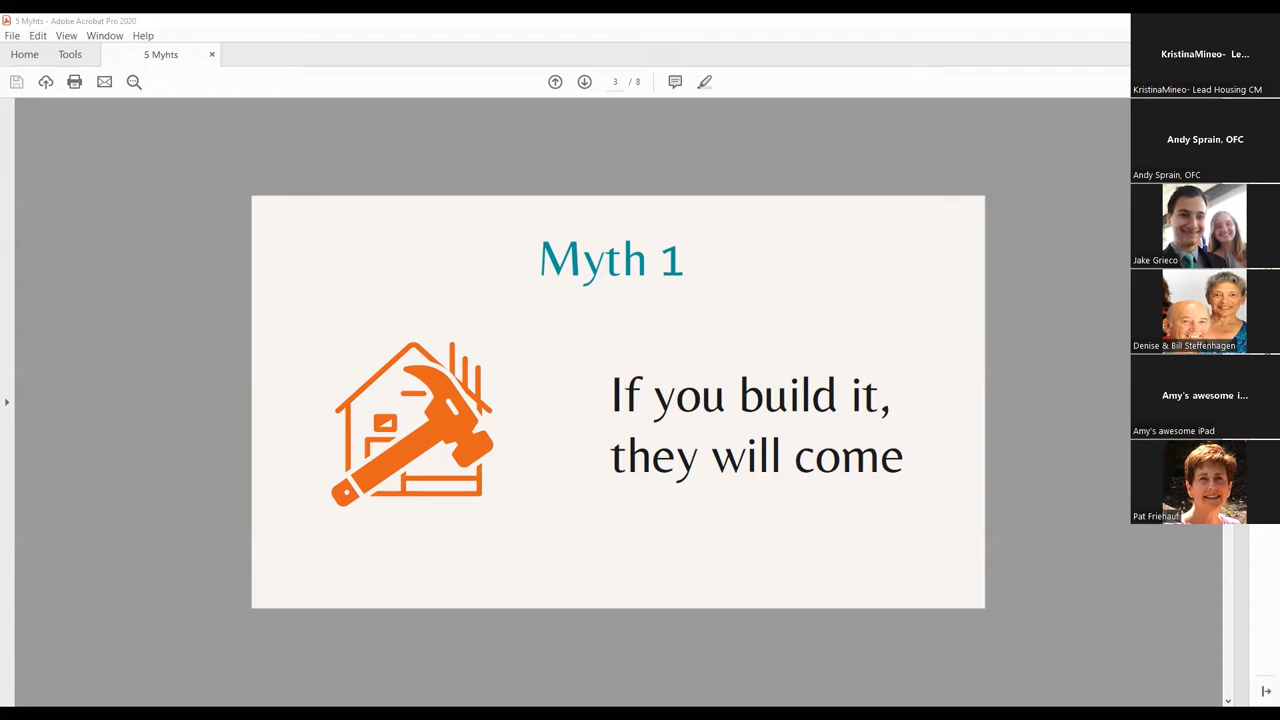 5 Myhts - Adobe Acrobat Pro 2020
File Edit View Window Help
Home Tools 5 Myhts ×
3 / 8
Myth 1
If you build it,
they will come
KristinaMineo- Le...
KristinaMineo- Lead Housing CM
Andy Sprain, OFC
Andy Sprain, OFC
Jake Grieco
Denise & Bill Steffenhagen
Amy's awesome i...
Amy's awesome iPad
Pat Friehauf